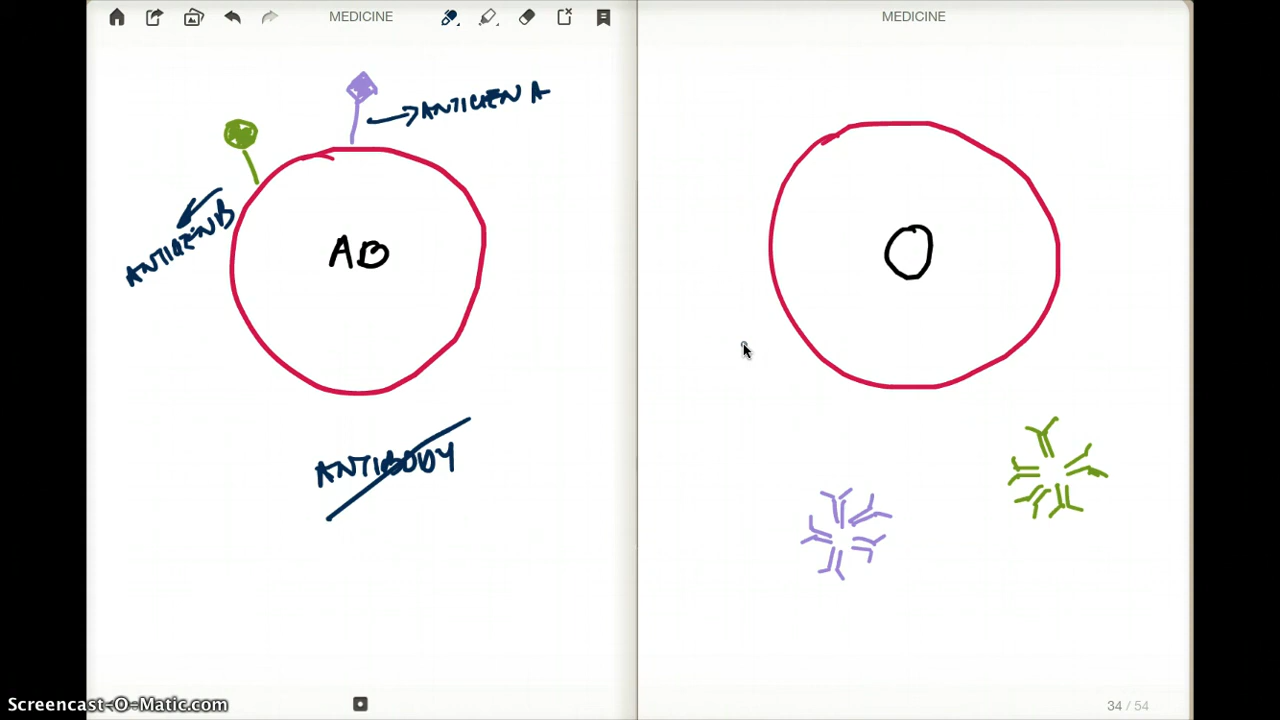 MEDICINE
ANTIGEN A
ANTIGEN B
AB
ANTIBODY
MEDICINE
O
34 / 54
Screencast-O-Matic.com